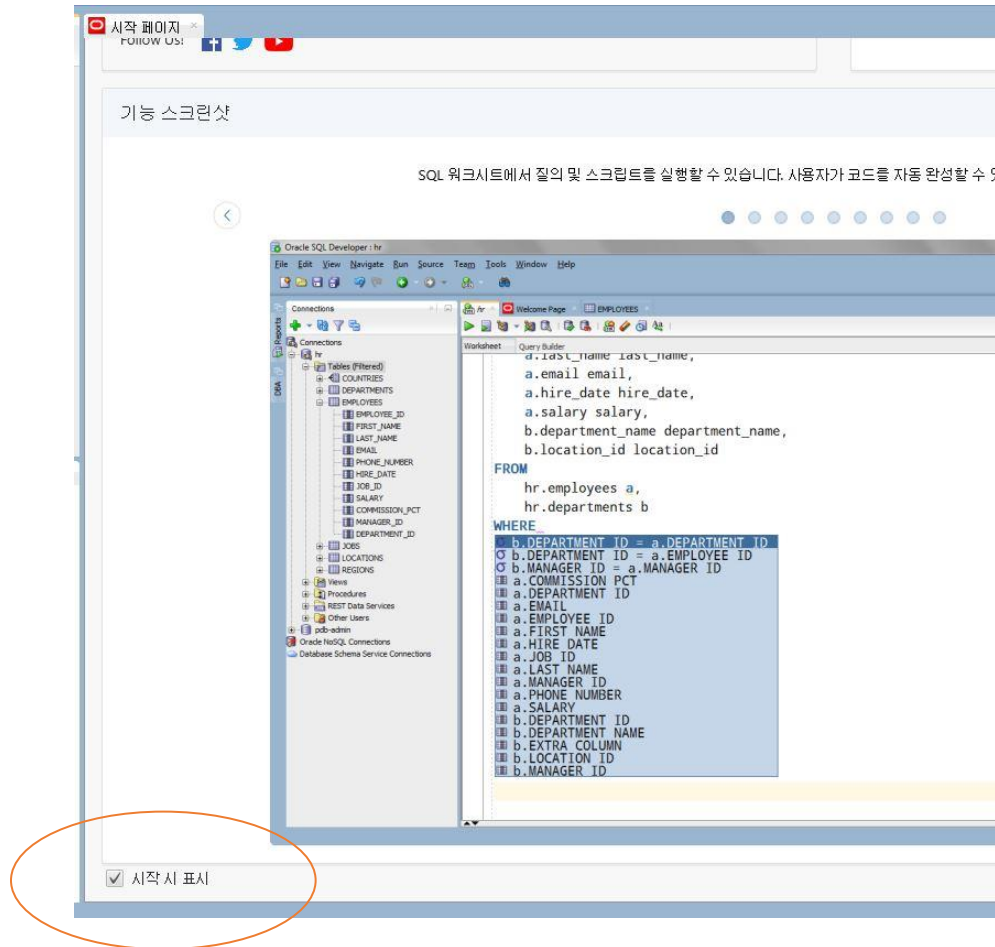 시작 페이지
Follow Us!
기능 스크린샷
SQL 워크시트에서 질의 및 스크립트를 실행할 수 있습니다. 사용자가 코드를 자동 완성할 수
Oracle SQL Developer : hr
File Edit View Navigate Run Source Team Tools Window Help
Connections
hr
Welcome Page
EMPLOYEES
Reports
DBA
Connections
hr
Tables (Filtered)
COUNTRIES
DEPARTMENTS
EMPLOYEES
EMPLOYEE_ID
FIRST_NAME
LAST_NAME
EMAIL
PHONE_NUMBER
HIRE_DATE
JOB_ID
SALARY
COMMISSION_PCT
MANAGER_ID
DEPARTMENT_ID
JOBS
LOCATIONS
REGIONS
Views
Procedures
REST Data Services
Other Users
pdb-admin
Oracle NoSQL Connections
Database Schema Service Connections
Worksheet Query Builder
a.last_name last_name,
a.email email,
a.hire_date hire_date,
a.salary salary,
b.department_name department_name,
b.location_id location_id
FROM
hr.employees a,
hr.departments b
WHERE
b.DEPARTMENT_ID = a.DEPARTMENT_ID
b.DEPARTMENT_ID = a.EMPLOYEE_ID
b.MANAGER_ID = a.MANAGER_ID
a.COMMISSION_PCT
a.DEPARTMENT_ID
a.EMAIL
a.EMPLOYEE_ID
a.FIRST_NAME
a.HIRE_DATE
a.JOB_ID
a.LAST_NAME
a.MANAGER_ID
a.PHONE_NUMBER
a.SALARY
b.DEPARTMENT_ID
b.DEPARTMENT_NAME
b.EXTRA_COLUMN
b.LOCATION_ID
b.MANAGER_ID
시작 시 표시